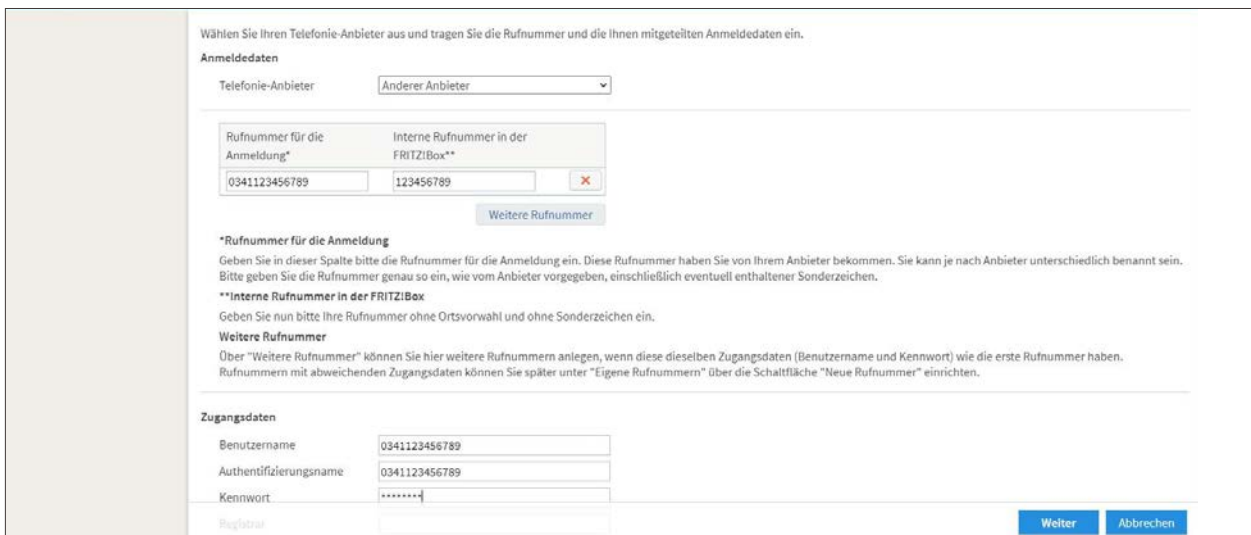 Wählen Sie Ihren Telefonie-Anbieter aus und tragen Sie die Rufnummer und die Ihnen mitgeteilten Anmeldedaten ein.
Anmeldedaten
Telefonie-Anbieter Anderer Anbieter
Rufnummer für die Interne Rufnummer in der
Anmeldung* FRITZ!Box**
0341123456789 123456789
Weitere Rufnummer
*Rufnummer für die Anmeldung
Geben Sie in dieser Spalte bitte die Rufnummer für die Anmeldung ein. Diese Rufnummer haben Sie von Ihrem Anbieter bekommen. Sie kann je nach Anbieter unterschiedlich benannt sein.
Bitte geben Sie die Rufnummer genau so ein, wie vom Anbieter vorgegeben, einschließlich eventuell enthaltener Sonderzeichen.
**Interne Rufnummer in der FRITZ!Box
Geben Sie nun bitte Ihre Rufnummer ohne Ortsvorwahl und ohne Sonderzeichen ein.
Weitere Rufnummer
Über "Weitere Rufnummer" können Sie hier weitere Rufnummern anlegen, wenn diese dieselben Zugangsdaten (Benutzername und Kennwort) wie die erste Rufnummer haben.
Rufnummern mit abweichenden Zugangsdaten können Sie später unter "Eigene Rufnummern" über die Schaltfläche "Neue Rufnummer" einrichten.
Zugangsdaten
Benutzername 0341123456789
Authentifizierungsname 0341123456789
Kennwort ********
Registrar
Weiter Abbrechen